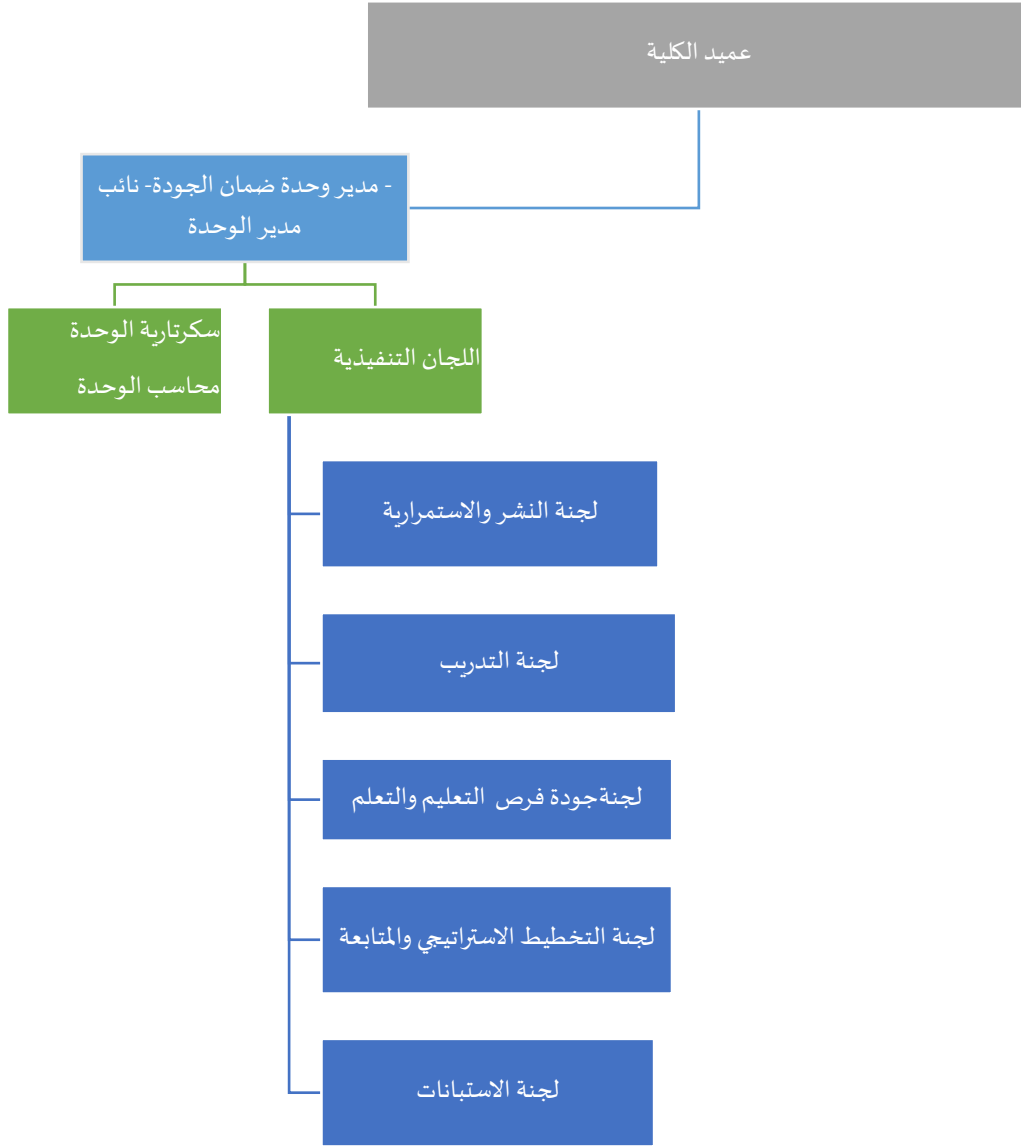 عميد الكلية
- مدير وحدة ضمان الجودة- نائب
مدير الوحدة
اللجان التنفيذية
سكرتارية الوحدة
محاسب الوحدة
لجنة النشر والاستمرارية
لجنة التدريب
لجنةجودة فرص التعليم والتعلم
لجنة التخطيط الاستراتيجي والمتابعة
لجنة الاستبانات